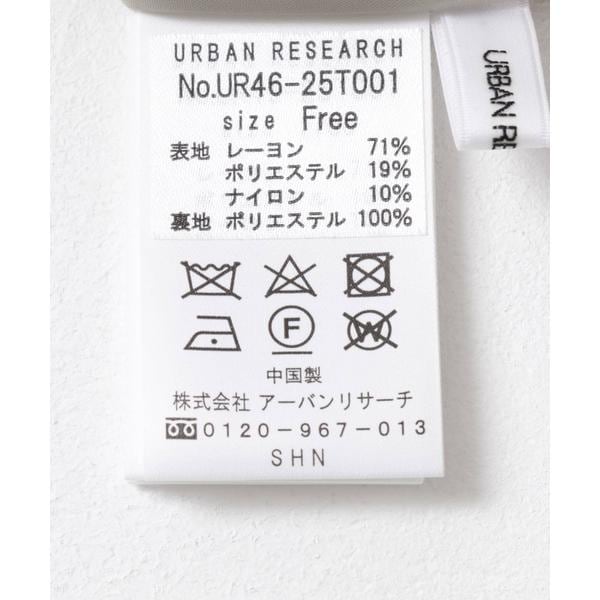 URBAN RESEARCH
No.UR46-25T001
size Free
表地 レーヨン 71%
ポリエステル 19%
ナイロン 10%
裏地 ポリエステル 100%
F
W
中国製
株式会社 アーバンリサーチ
0120-967-013
SHN
URBAN RE